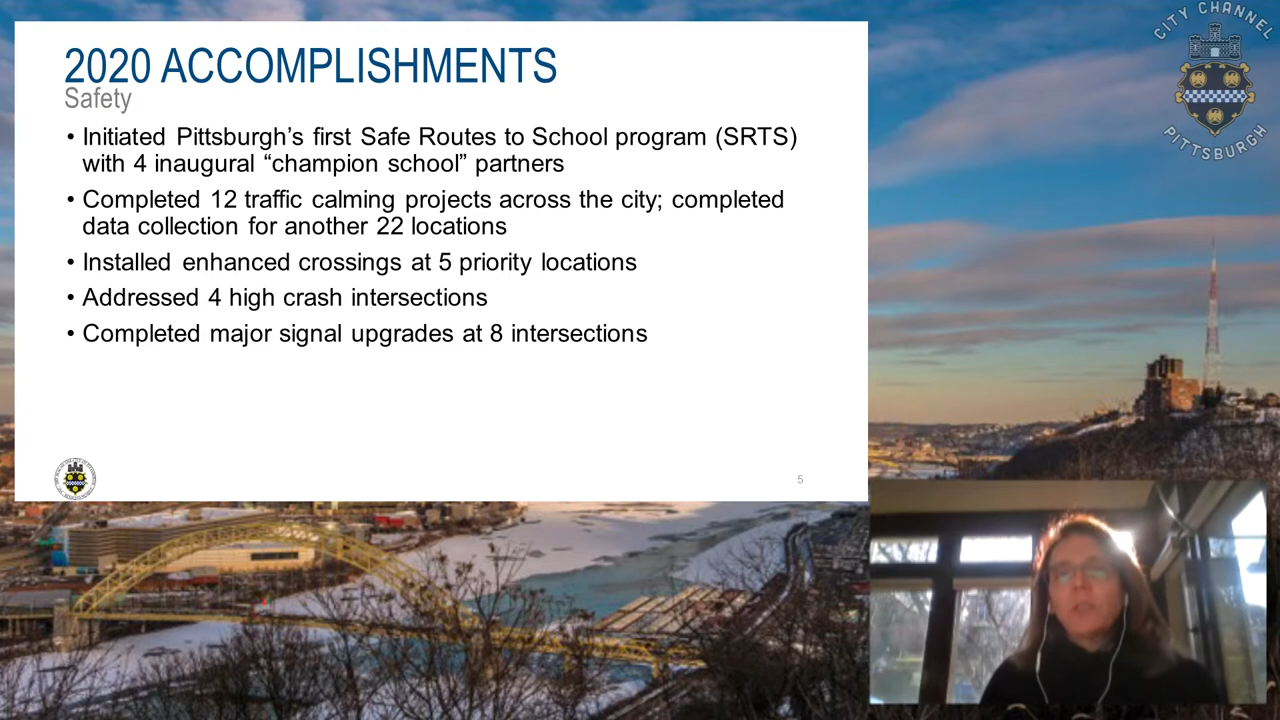 2020 ACCOMPLISHMENTS
Safety
• Initiated Pittsburgh’s first Safe Routes to School program (SRTS)
with 4 inaugural “champion school” partners
• Completed 12 traffic calming projects across the city; completed
data collection for another 22 locations
• Installed enhanced crossings at 5 priority locations
• Addressed 4 high crash intersections
• Completed major signal upgrades at 8 intersections
5
CITY CHANNEL
PITTSBURGH